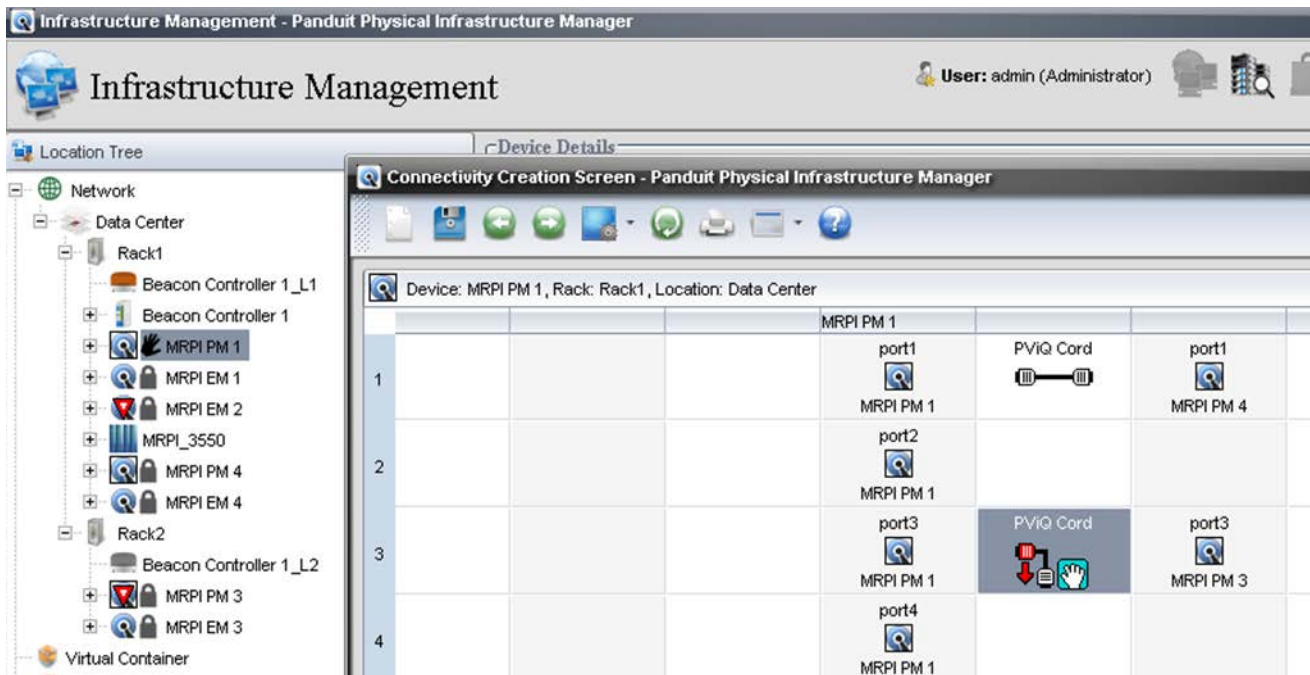 Infrastructure Management - Panduit Physical Infrastructure Manager
Infrastructure Management
User: admin (Administrator)
Location Tree
Device Details
Network
Data Center
Rack1
Beacon Controller 1_L1
Beacon Controller 1
MRPI PM 1
MRPI EM 1
MRPI EM 2
MRPI_3550
MRPI PM 4
MRPI EM 4
Rack2
Beacon Controller 1_L2
MRPI PM 3
MRPI EM 3
Virtual Container
Connectivity Creation Screen - Panduit Physical Infrastructure Manager
Device: MRPI PM 1, Rack: Rack1, Location: Data Center
MRPI PM 1
port1 PViQ Cord port1
1
MRPI PM 1 MRPI PM 4
port2
2
MRPI PM 1
port3 PViQ Cord port3
3
MRPI PM 1 MRPI PM 3
port4
4
MRPI PM 1